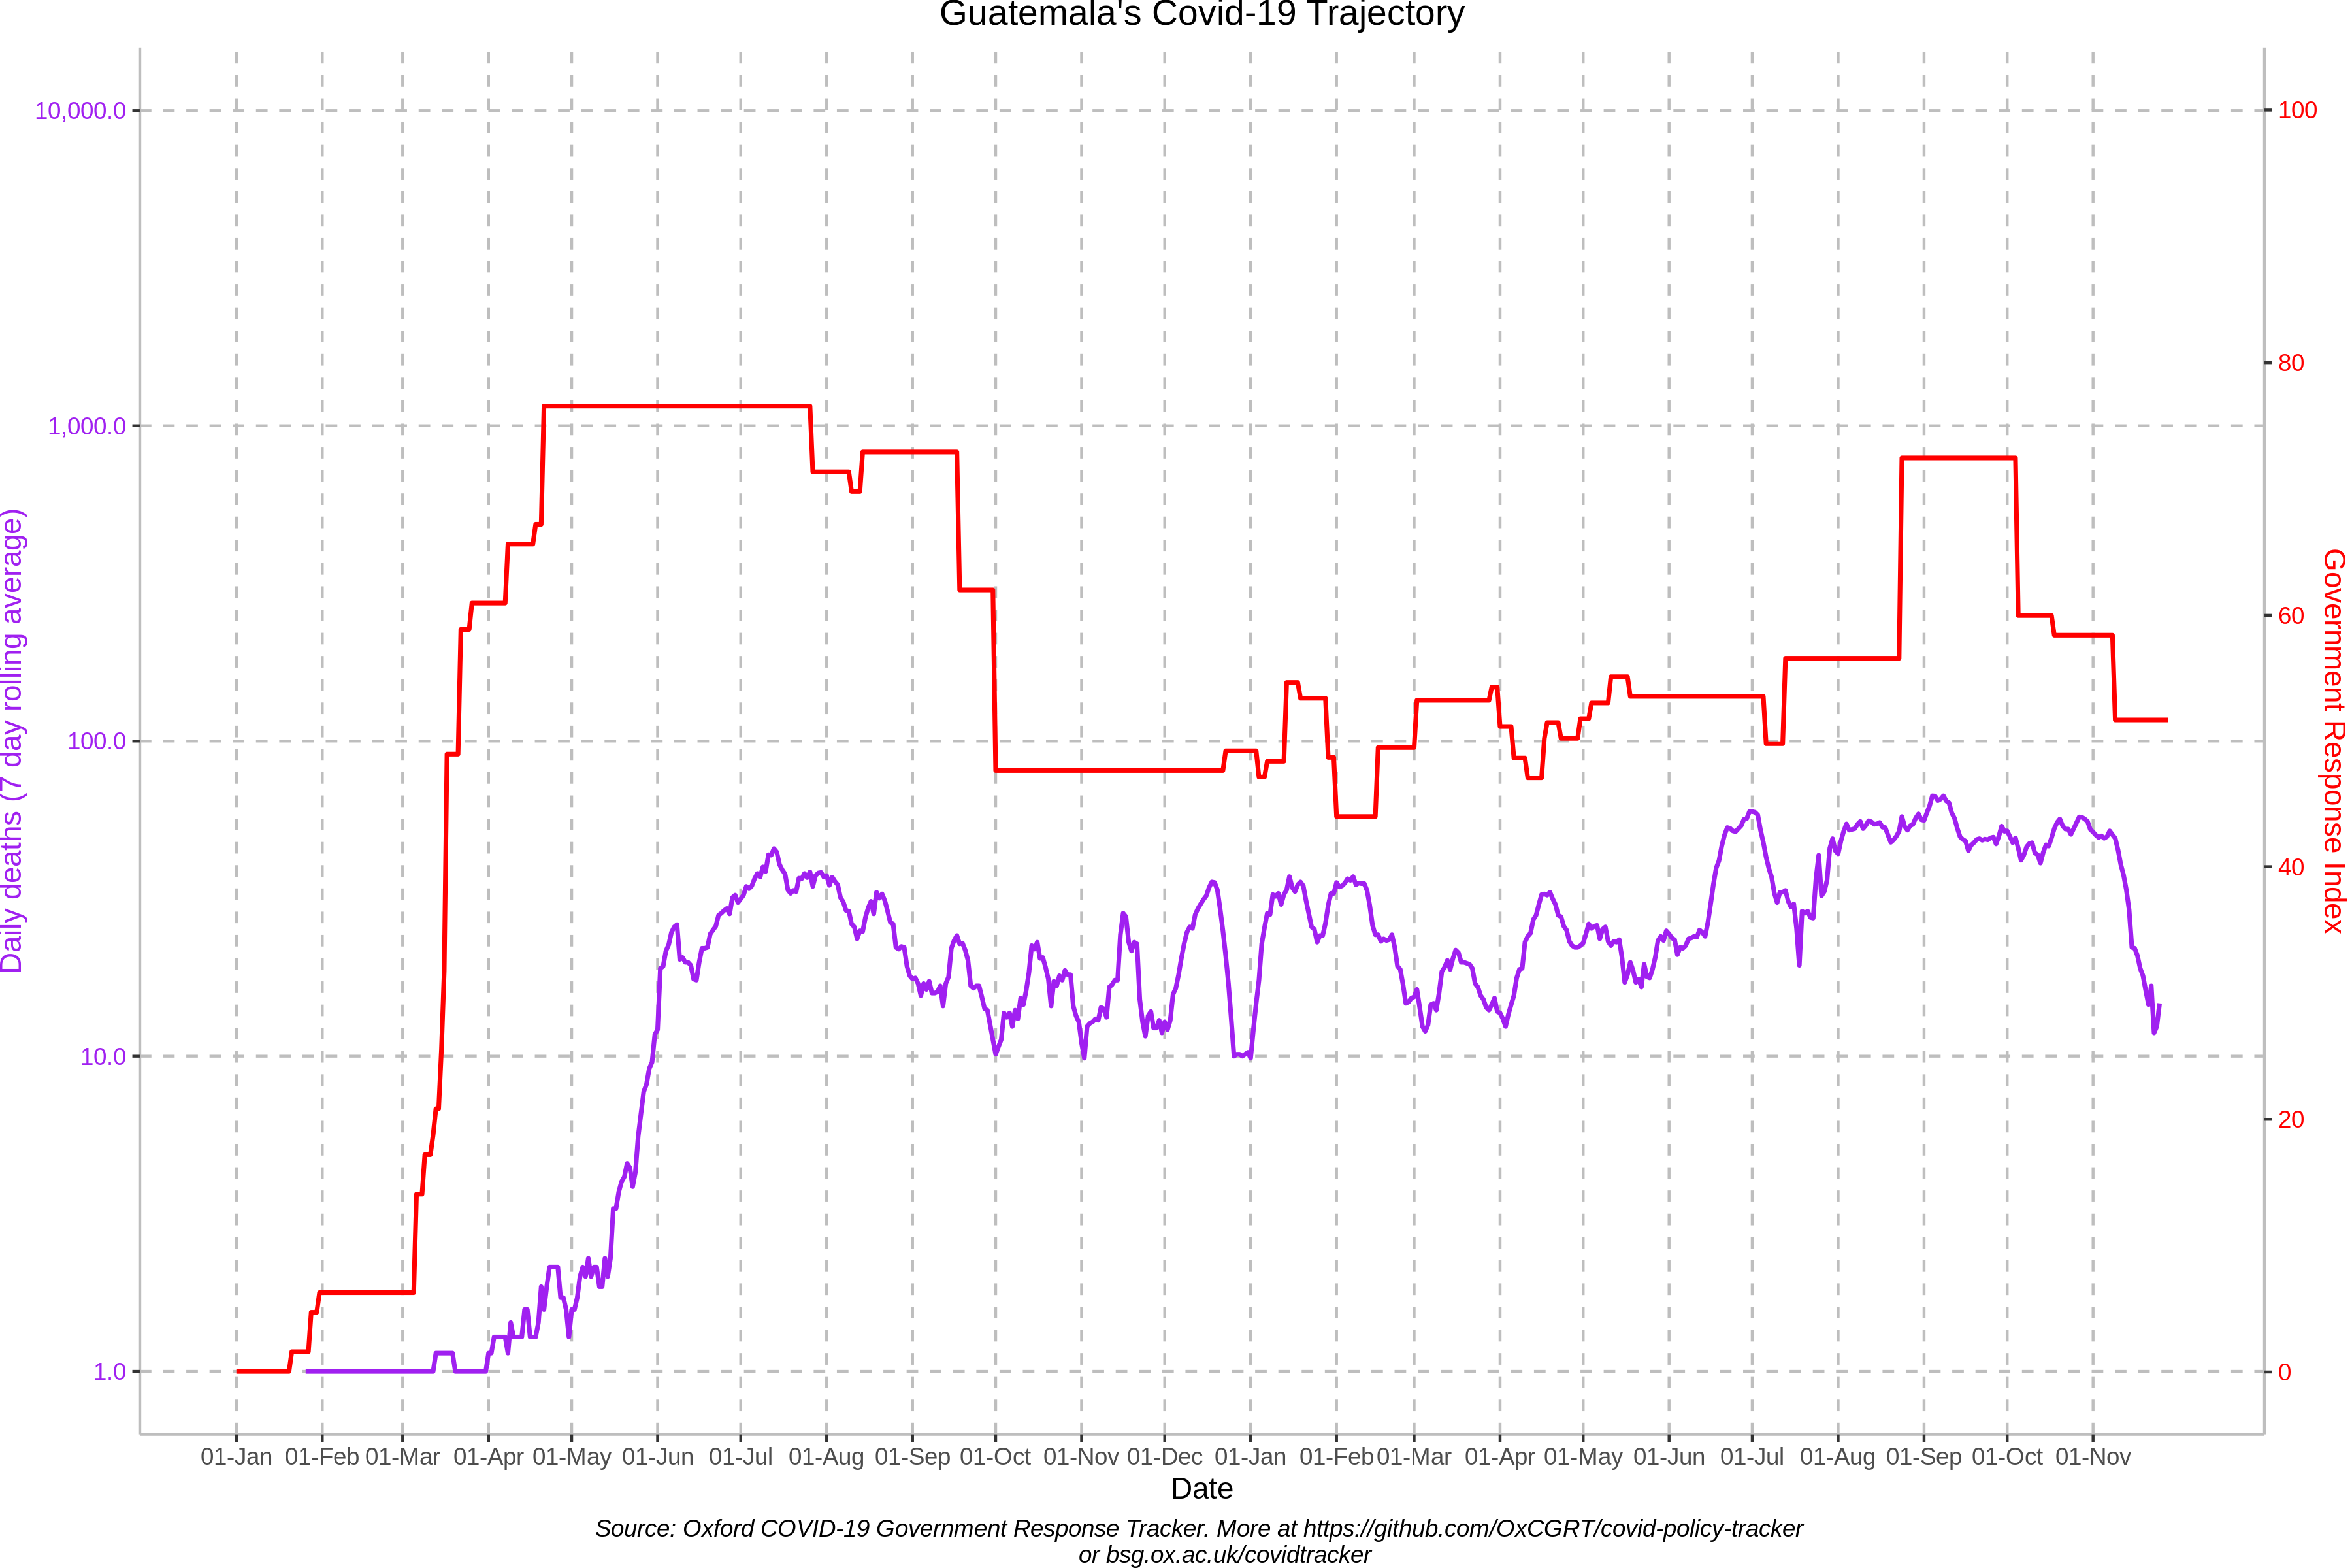 Guatemala's Covid-19 Trajectory
10,000.0
1,000.0
100.0
10.0
1.0
Daily deaths (7 day rolling average)
100
80
60
40
20
0
Government Response Index
01-Jan 01-Feb 01-Mar 01-Apr 01-May 01-Jun 01-Jul 01-Aug 01-Sep 01-Oct 01-Nov 01-Dec 01-Jan 01-Feb 01-Mar 01-Apr 01-May 01-Jun 01-Jul 01-Aug 01-Sep 01-Oct 01-Nov
Date
Source: Oxford COVID-19 Government Response Tracker. More at https://github.com/OxCGRT/covid-policy-tracker
or bsg.ox.ac.uk/covidtracker